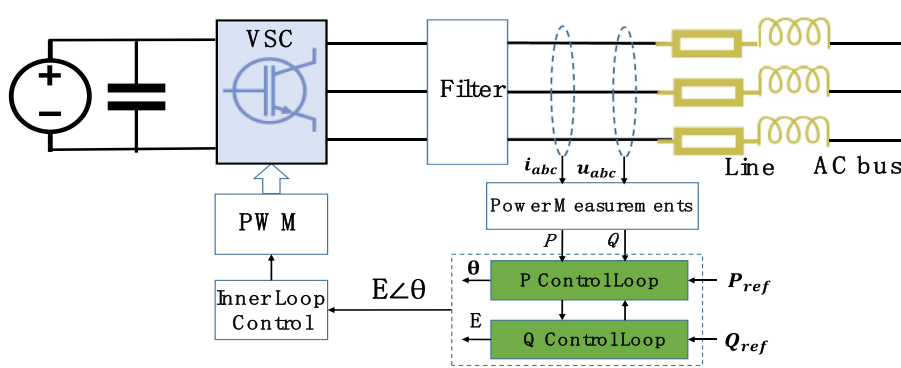 VSC
Filter
Line
AC bus
i_abc
u_abc
Power Measurements
P
Q
PWM
θ
P Control Loop
P_ref
E∠θ
Inner Loop
Control
E
Q Control Loop
Q_ref